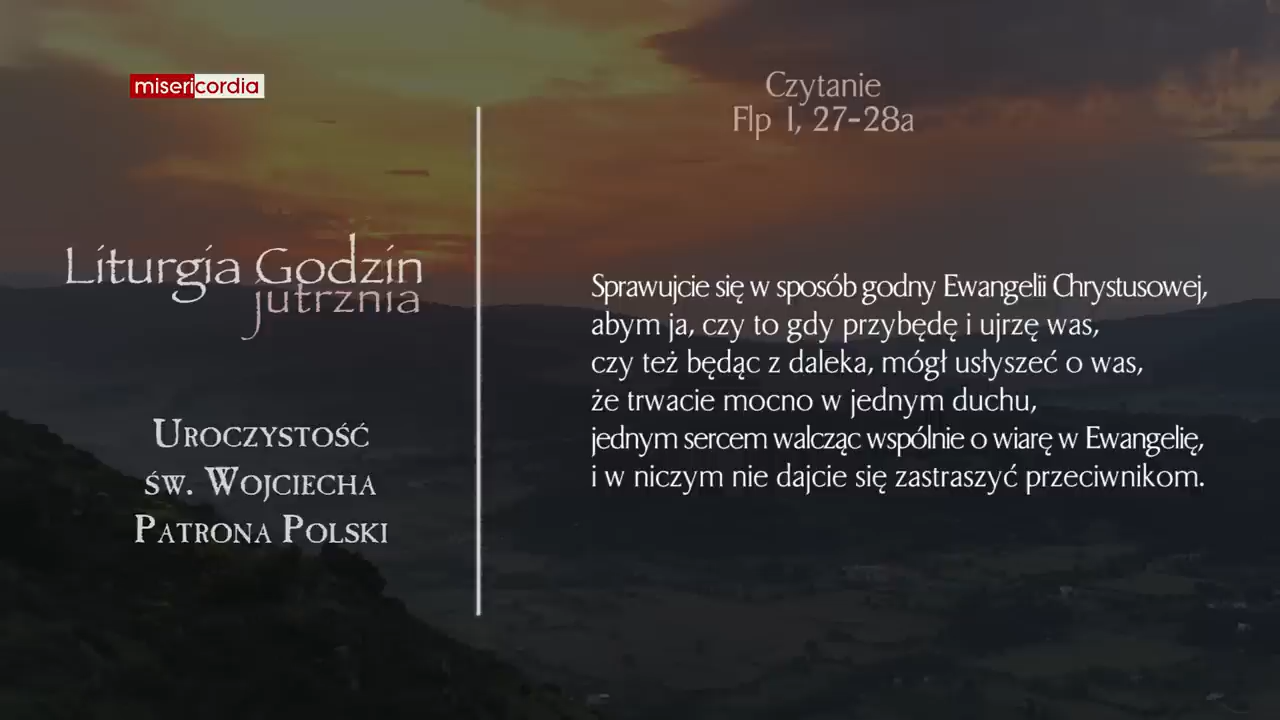 misericordia
Liturgia Godzin
jutrznia
Uroczystość
św. Wojciecha
Patrona Polski
Czytanie
Flp 1, 27-28a
Sprawujcie się w sposób godny Ewangelii Chrystusowej,
abym ja, czy to gdy przybędę i ujrzę was,
czy też będąc z daleka, mógł usłyszeć o was,
że trwacie mocno w jednym duchu,
jednym sercem walcząc wspólnie o wiarę w Ewangelię,
i w niczym nie dajcie się zastraszyć przeciwnikom.